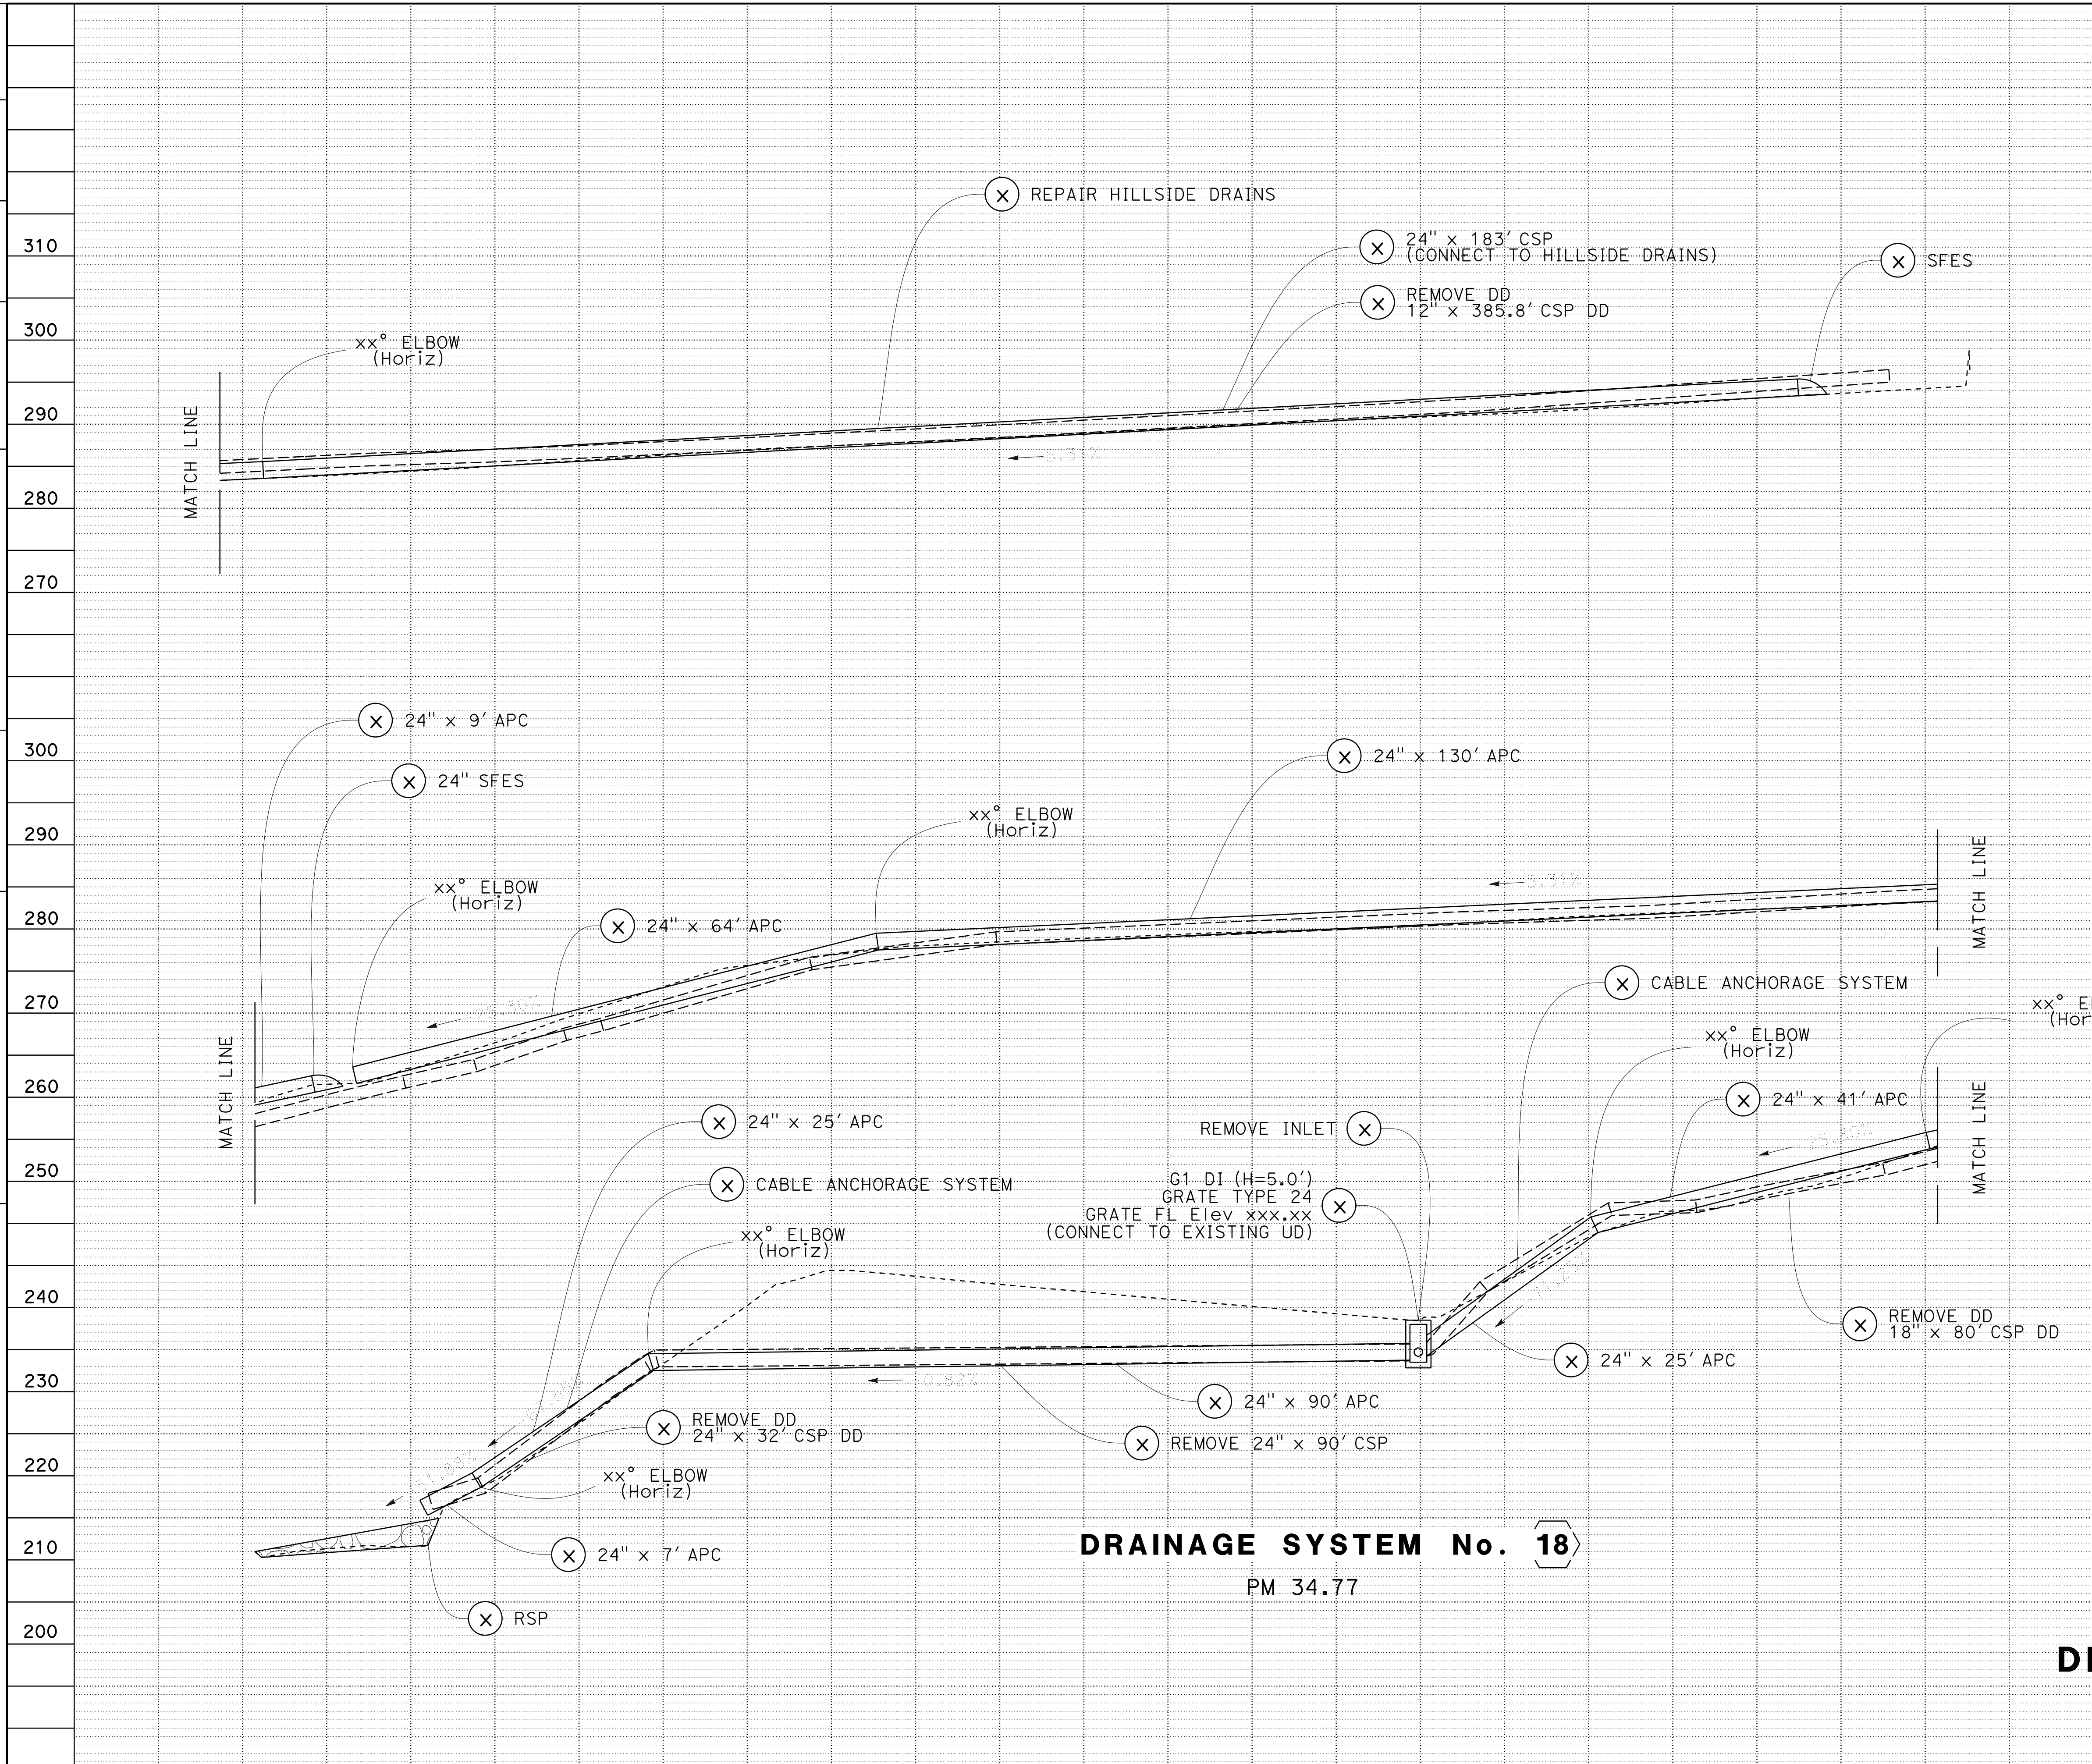 REPAIR HILLSIDE DRAINS
X
24" x 183' CSP
(CONNECT TO HILLSIDE DRAINS)
X
SFES
X
REMOVE DD
12" x 385.8' CSP DD
X
xx° ELBOW
(Horiz)
MATCH LINE
5.31%
310
300
290
280
270
24" x 9' APC
X
24" SFES
X
24" x 130' APC
X
xx° ELBOW
(Horiz)
xx° ELBOW
(Horiz)
24" x 64' APC
X
5.31%
MATCH LINE
MATCH LINE
300
290
280
270
260
250
240
230
220
210
200
CABLE ANCHORAGE SYSTEM
X
xx° ELBOW
(Horiz)
24" x 41' APC
X
MATCH LINE
24" x 25' APC
X
REMOVE INLET
X
G1 DI (H=5.0')
GRATE TYPE 24
GRATE FL Elev xxx.xx
(CONNECT TO EXISTING UD)
X
CABLE ANCHORAGE SYSTEM
X
xx° ELBOW
(Horiz)
REMOVE DD
18" x 80' CSP DD
X
24" x 25' APC
X
0.82%
24" x 90' APC
X
REMOVE 24" x 90' CSP
X
REMOVE DD
24" x 32' CSP DD
X
xx° ELBOW
(Horiz)
24" x 7' APC
X
RSP
X
DRAINAGE SYSTEM No. 18
PM 34.77